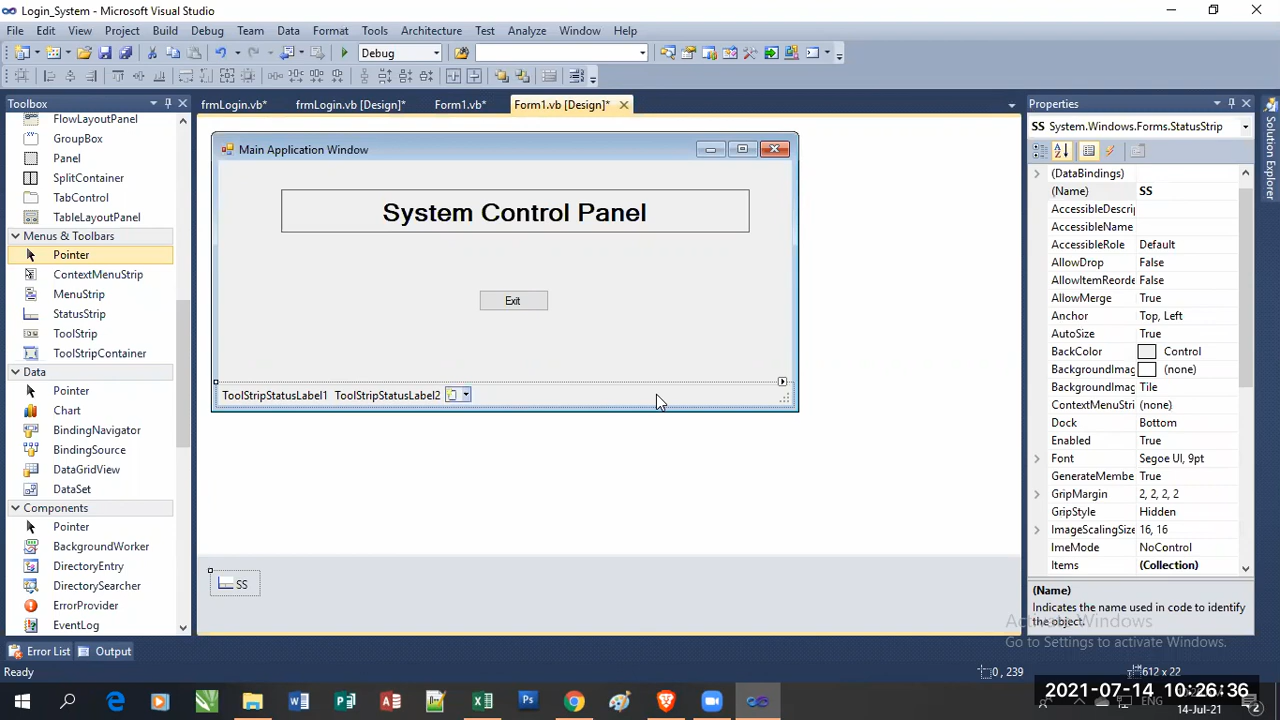 Login_System - Microsoft Visual Studio
File Edit View Project Build Debug Team Data Format Tools Architecture Test Analyze Window Help
Debug
Toolbox
frmLogin.vb* frmLogin.vb [Design]* Form1.vb* Form1.vb [Design]*
Properties
Solution Explorer
FlowLayoutPanel
GroupBox
Panel
SplitContainer
TabControl
TableLayoutPanel
Menus & Toolbars
Pointer
ContextMenuStrip
MenuStrip
StatusStrip
ToolStrip
ToolStripContainer
Data
Pointer
Chart
BindingNavigator
BindingSource
DataGridView
DataSet
Components
Pointer
BackgroundWorker
DirectoryEntry
DirectorySearcher
ErrorProvider
EventLog
Main Application Window
System Control Panel
Exit
ToolStripStatusLabel1 ToolStripStatusLabel2
SS
SS System.Windows.Forms.StatusStrip
(DataBindings)
(Name) SS
AccessibleDescrip
AccessibleName
AccessibleRole Default
AllowDrop False
AllowItemReorde False
AllowMerge True
Anchor Top, Left
AutoSize True
BackColor Control
BackgroundImag (none)
BackgroundImag Tile
ContextMenuStri (none)
Dock Bottom
Enabled True
Font Segoe UI, 9pt
GenerateMembe True
GripMargin 2, 2, 2, 2
GripStyle Hidden
ImageScalingSize 16, 16
ImeMode NoControl
Items (Collection)
(Name)
Indicates the name used in code to identify
the object.
Activate Windows
Go to Settings to activate Windows.
Error List Output
Ready
0 , 239
612 x 22
2021-07-14 10:26:36
ENG
14-Jul-21